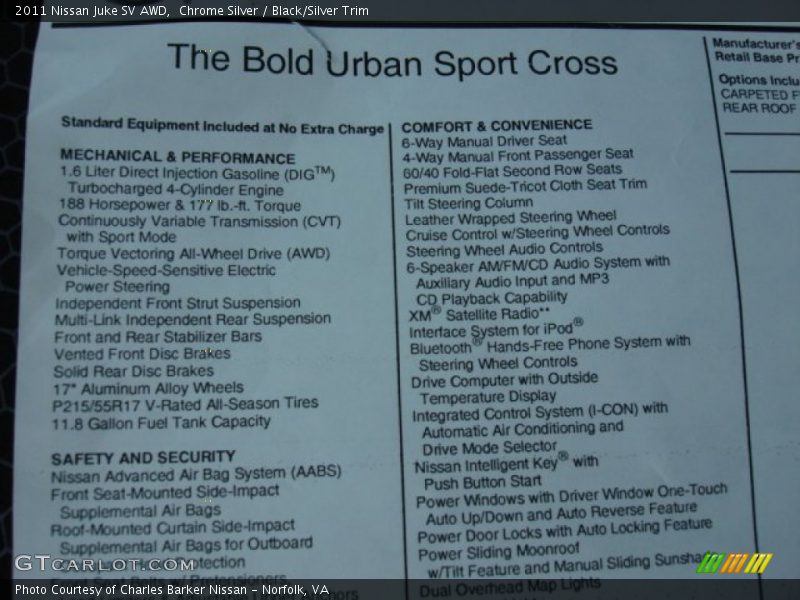 2011 Nissan Juke SV AWD, Chrome Silver / Black/Silver Trim
The Bold Urban Sport Cross
Standard Equipment Included at No Extra Charge
MECHANICAL & PERFORMANCE
1.6 Liter Direct Injection Gasoline (DIG™)
Turbocharged 4-Cylinder Engine
188 Horsepower & 177 lb.-ft. Torque
Continuously Variable Transmission (CVT)
with Sport Mode
Torque Vectoring All-Wheel Drive (AWD)
Vehicle-Speed-Sensitive Electric
Power Steering
Independent Front Strut Suspension
Multi-Link Independent Rear Suspension
Front and Rear Stabilizer Bars
Vented Front Disc Brakes
Solid Rear Disc Brakes
17" Aluminum Alloy Wheels
P215/55R17 V-Rated All-Season Tires
11.8 Gallon Fuel Tank Capacity
SAFETY AND SECURITY
Nissan Advanced Air Bag System (AABS)
Front Seat-Mounted Side-Impact
Supplemental Air Bags
Roof-Mounted Curtain Side-Impact
Supplemental Air Bags for Outboard
Protection
COMFORT & CONVENIENCE
6-Way Manual Driver Seat
4-Way Manual Front Passenger Seat
60/40 Fold-Flat Second Row Seats
Premium Suede-Tricot Cloth Seat Trim
Tilt Steering Column
Leather Wrapped Steering Wheel
Cruise Control w/Steering Wheel Controls
Steering Wheel Audio Controls
6-Speaker AM/FM/CD Audio System with
Auxiliary Audio Input and MP3
CD Playback Capability
XM® Satellite Radio**
Interface System for iPod®
Bluetooth® Hands-Free Phone System with
Steering Wheel Controls
Drive Computer with Outside
Temperature Display
Integrated Control System (I-CON) with
Automatic Air Conditioning and
Drive Mode Selector
Nissan Intelligent Key® with
Push Button Start
Power Windows with Driver Window One-Touch
Auto Up/Down and Auto Reverse Feature
Power Door Locks with Auto Locking Feature
Power Sliding Moonroof
w/Tilt Feature and Manual Sliding Sunsha
Dual Overhead Map Lights
Manufacturer's
Retail Base Pr
Options Inclu
CARPETED F
REAR ROOF
GTCarLot.com
Photo Courtesy of Charles Barker Nissan - Norfolk, VA